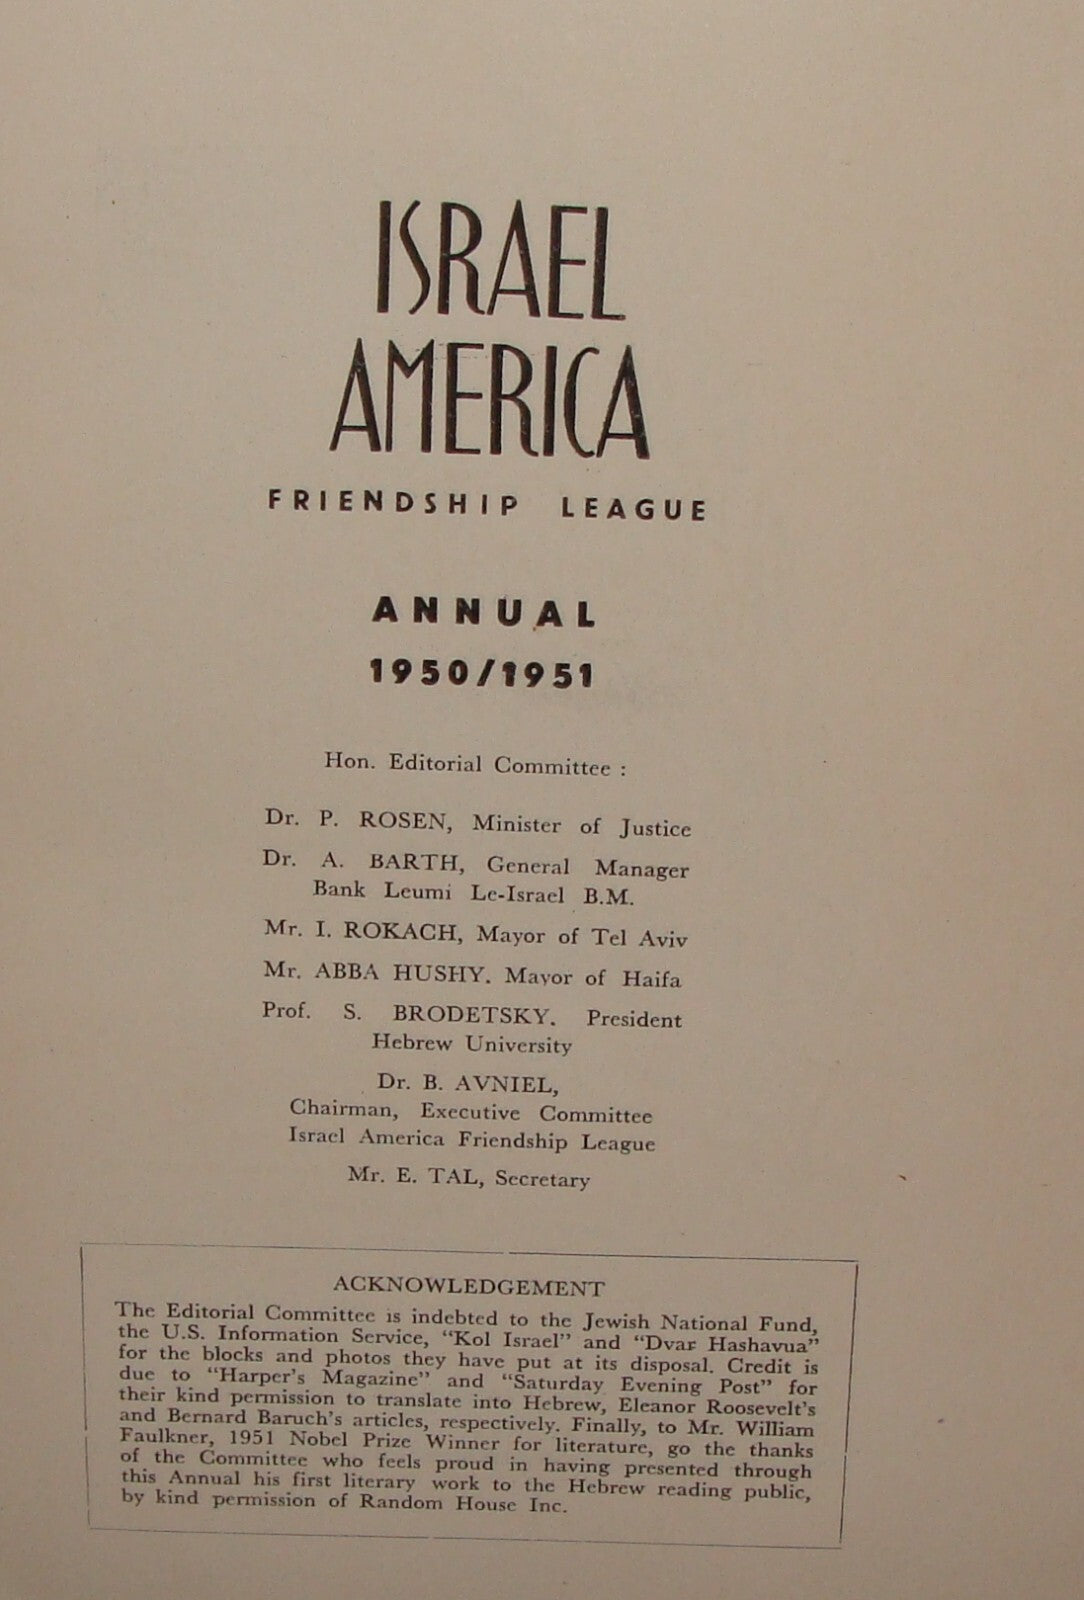 ISRAEL
AMERICA
FRIENDSHIP LEAGUE
ANNUAL
1950/1951
Hon. Editorial Committee :
Dr. P. ROSEN, Minister of Justice
Dr. A. BARTH, General Manager
Bank Leumi Le-Israel B.M.
Mr. I. ROKACH, Mayor of Tel Aviv
Mr. ABBA HUSHY. Mayor of Haifa
Prof. S. BRODETSKY. President
Hebrew University
Dr. B. AVNIEL,
Chairman, Executive Committee
Israel America Friendship League
Mr. E. TAL, Secretary
ACKNOWLEDGEMENT
The Editorial Committee is indebted to the Jewish National Fund,
the U.S. Information Service, “Kol Israel” and “Dvar Hashavua”
for the blocks and photos they have put at its disposal. Credit is
due to “Harper's Magazine” and “Saturday Evening Post” for
their kind permission to translate into Hebrew, Eleanor Roosevelt's
and Bernard Baruch's articles, respectively. Finally, to Mr. William
Faulkner, 1951 Nobel Prize Winner for literature, go the thanks
of the Committee who feels proud in having presented through
this Annual his first literary work to the Hebrew reading public,
by kind permission of Random House Inc.